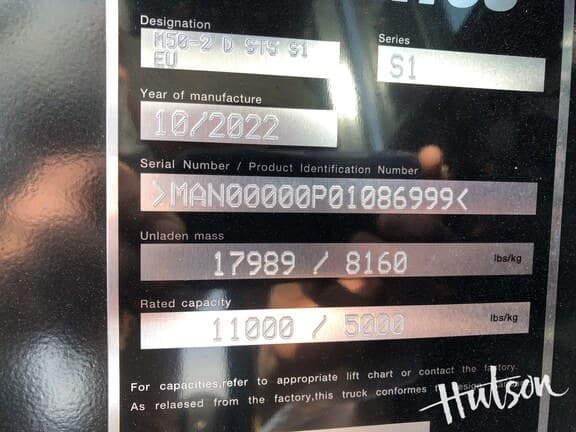 Designation
M50-2 D ST5 S1
EU
Series
S1
Year of manufacture
10/2022
Serial Number / Product Identification Number
>MAN00000P01086999<
Unladen mass
17989 / 8160 lbs/kg
Rated capacity
11000 / 5000 lbs/kg
For capacities,refer to appropriate lift chart or contact the factory.
As relaesed from the factory,this truck conformes
Hutson